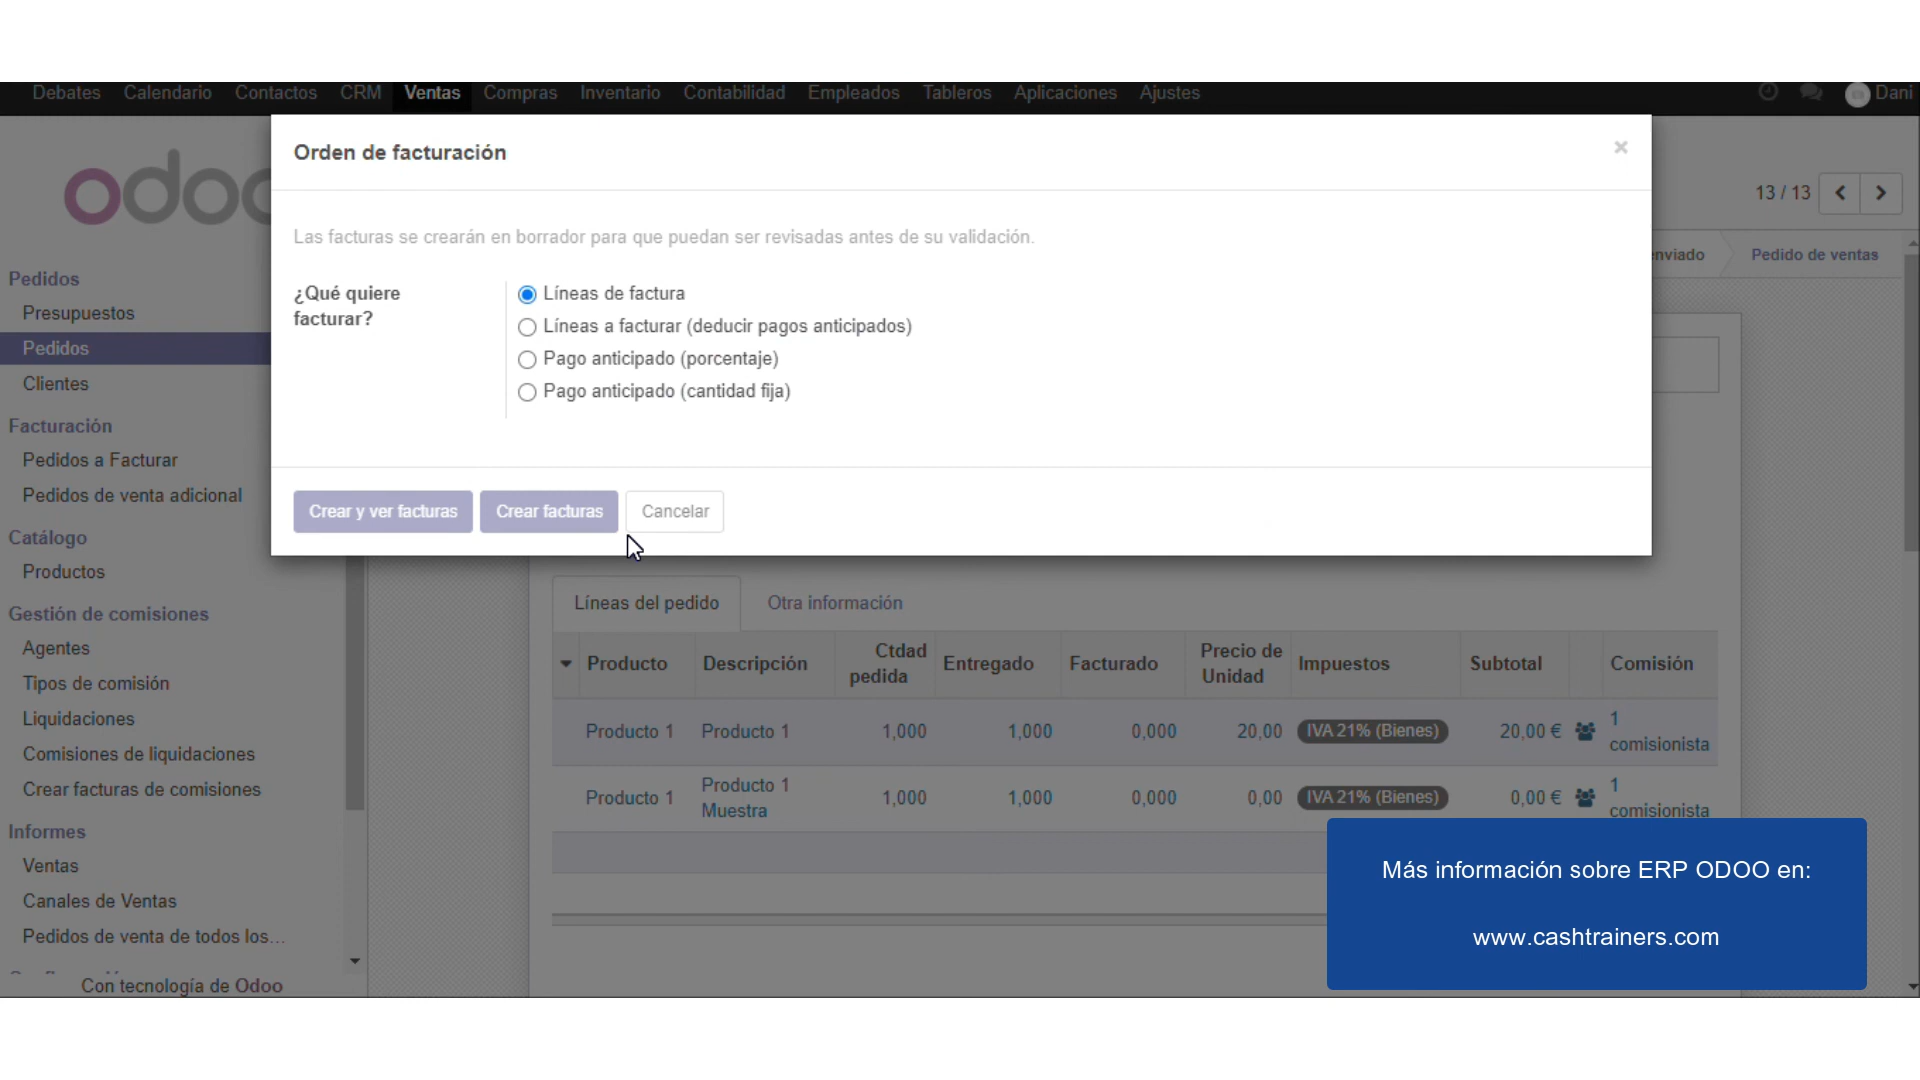 Debates Calendario Contactos CRM Ventas Compras Inventario Contabilidad Empleados Tableros Aplicaciones Ajustes Dani
odoo
Orden de facturación ×
13 / 13
Las facturas se crearán en borrador para que puedan ser revisadas antes de su validación.
enviado Pedido de ventas
¿Qué quiere
facturar?
Líneas de factura
Líneas a facturar (deducir pagos anticipados)
Pago anticipado (porcentaje)
Pago anticipado (cantidad fija)
Crear y ver facturas Crear facturas Cancelar
Pedidos
Presupuestos
Pedidos
Clientes
Facturación
Pedidos a Facturar
Pedidos de venta adicional
Catálogo
Productos
Gestión de comisiones
Agentes
Tipos de comisión
Liquidaciones
Comisiones de liquidaciones
Crear facturas de comisiones
Informes
Ventas
Canales de Ventas
Pedidos de venta de todos los...
Con tecnología de Odoo
Líneas del pedido Otra información
Producto Descripción Ctdad pedida Entregado Facturado Precio de Unidad Impuestos Subtotal Comisión
Producto 1 Producto 1 1,000 1,000 0,000 20,00 IVA 21% (Bienes) 20,00 € 1 comisionista
Producto 1 Producto 1 Muestra 1,000 1,000 0,000 0,00 IVA 21% (Bienes) 0,00 € 1 comisionista
Más información sobre ERP ODOO en:
www.cashtrainers.com